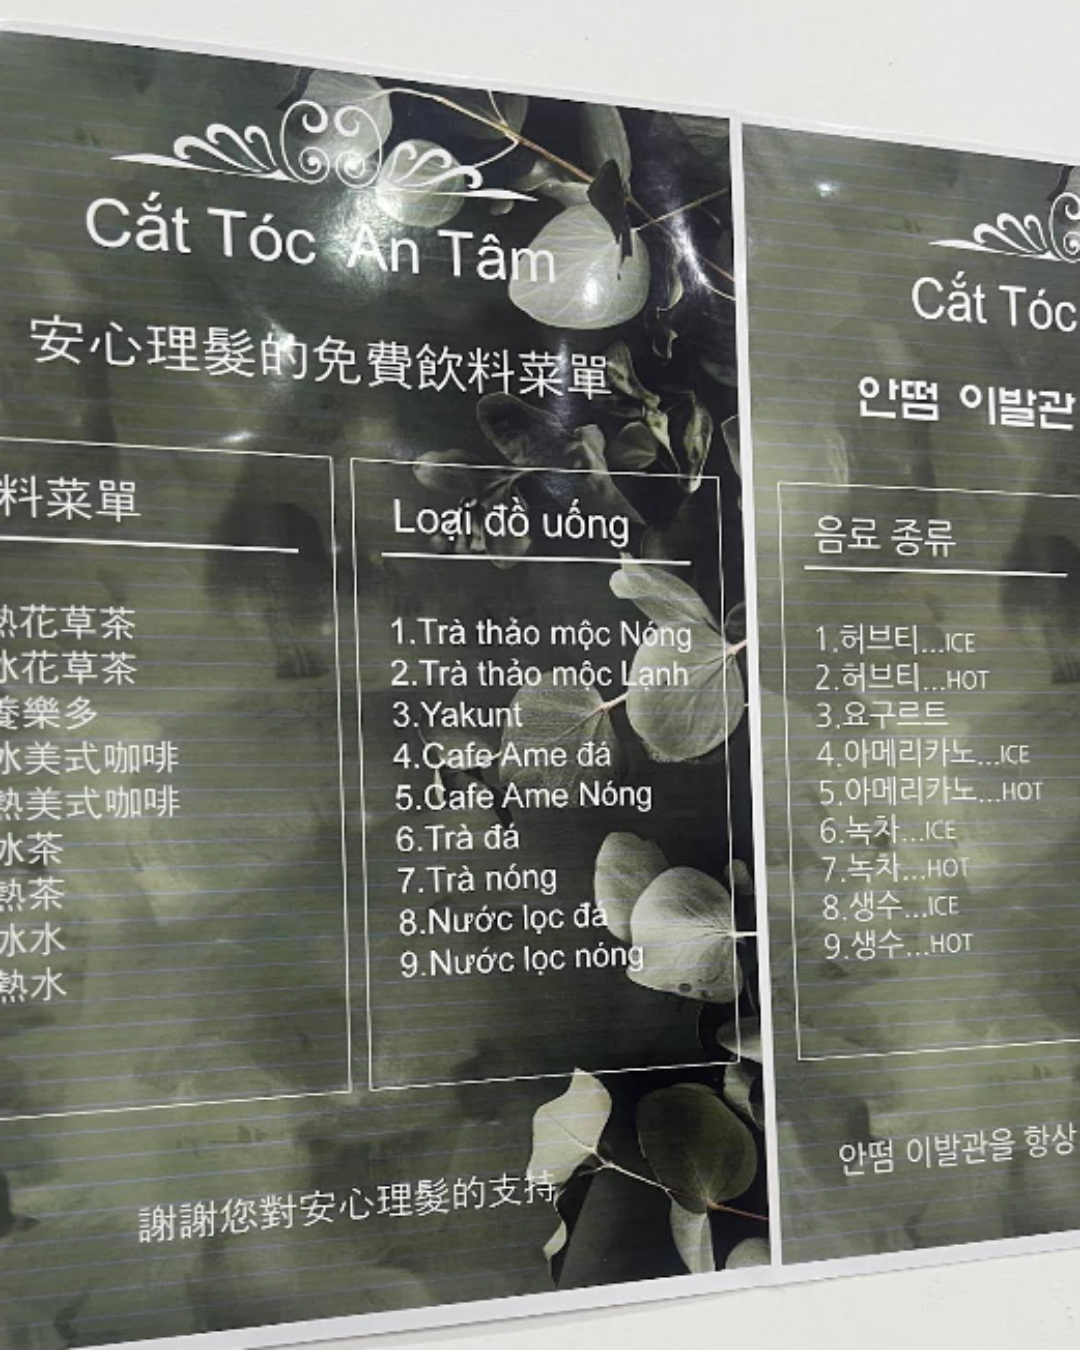 Cắt Tóc An Tâm
安心理髮的免費飲料菜單
料菜單
熱花草茶
冰花草茶
養樂多
冰美式咖啡
熱美式咖啡
冰茶
熱茶
冰水
熱水
Loại đồ uống
1.Trà thảo mộc Nóng
2.Trà thảo mộc Lạnh
3.Yakunt
4.Cafe Ame đá
5.Cafe Ame Nóng
6.Trà đá
7.Trà nóng
8.Nước lọc đá
9.Nước lọc nóng
謝謝您對安心理髮的支持
Cắt Tóc
안떰 이발관
음료 종류
1.허브티...ICE
2.허브티...HOT
3.요구르트
4.아메리카노...ICE
5.아메리카노...HOT
6.녹차...ICE
7.녹차...HOT
8.생수...ICE
9.생수...HOT
안떰 이발관을 항상